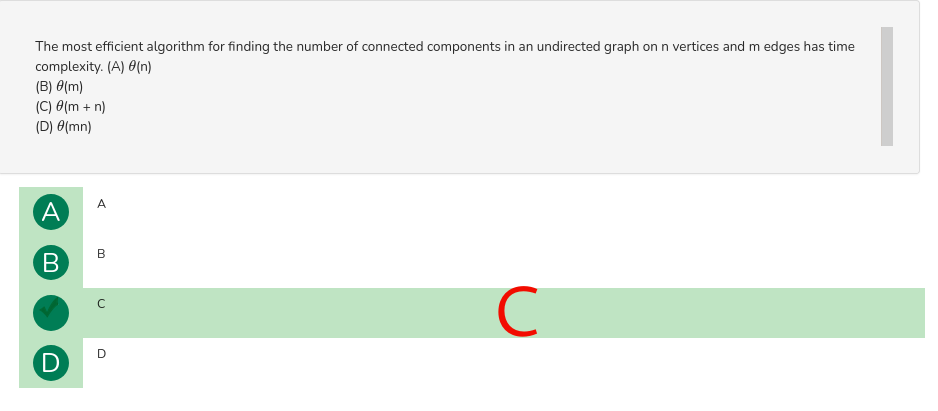 The most efficient algorithm for finding the number of connected components in an undirected graph on n vertices and m edges has time
complexity. (A) θ(n)
(B) θ(m)
(C) θ(m + n)
(D) θ(mn)
A A
B B
C C
D D